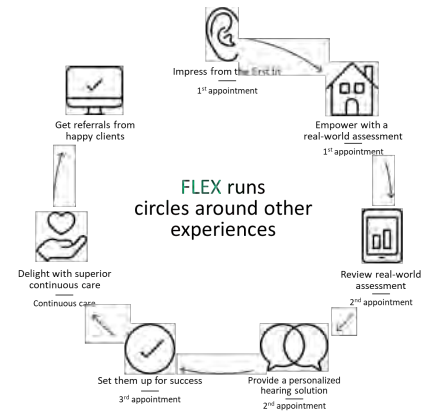 Impress from the first fit
1st appointment
Empower with a
real-world assessment
1st appointment
Review real-world
assessment
2nd appointment
Provide a personalized
hearing solution
2nd appointment
Set them up for success
3rd appointment
Delight with superior
continuous care
Continuous care
Get referrals from
happy clients
FLEX runs
circles around other
experiences